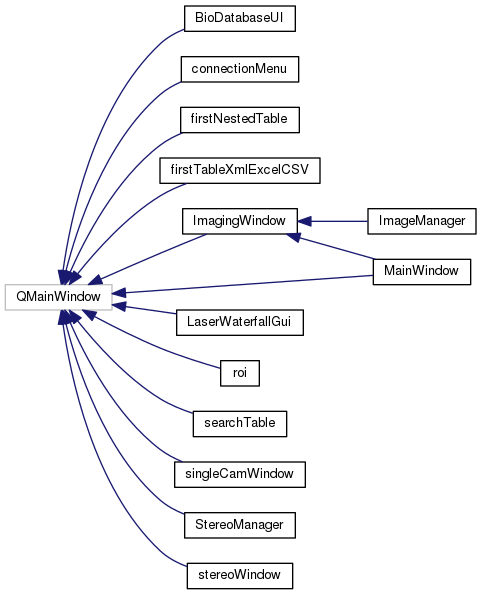 BioDatabaseUI
connectionMenu
firstNestedTable
firstTableXmlExcelCSV
ImagingWindow
ImageManager
MainWindow
QMainWindow
LaserWaterfallGui
roi
searchTable
singleCamWindow
StereoManager
stereoWindow